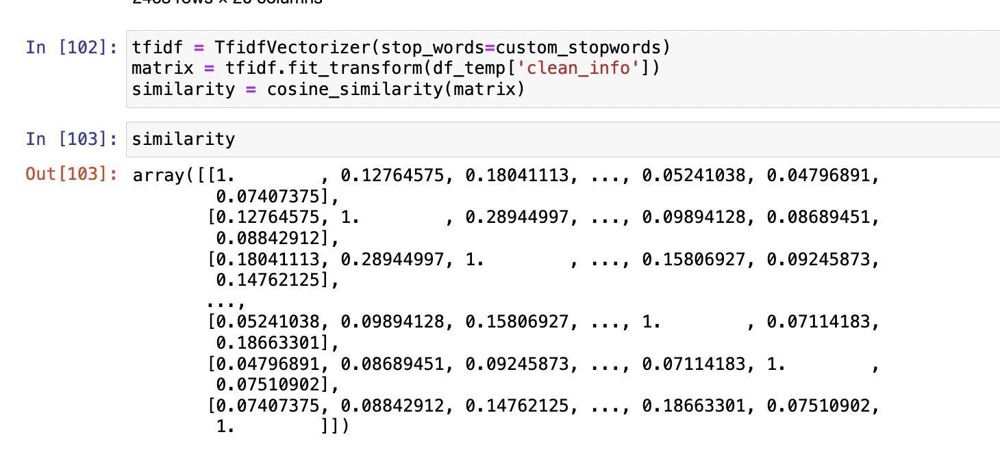 rows × 20 columns
In [102]: tfidf = TfidfVectorizer(stop_words=custom_stopwords)
matrix = tfidf.fit_transform(df_temp['clean_info'])
similarity = cosine_similarity(matrix)
In [103]: similarity
Out[103]: array([[1.        , 0.12764575, 0.18041113, ..., 0.05241038, 0.04796891,
0.07407375],
[0.12764575, 1.        , 0.28944997, ..., 0.09894128, 0.08689451,
0.08842912],
[0.18041113, 0.28944997, 1.        , ..., 0.15806927, 0.09245873,
0.14762125],
...,
[0.05241038, 0.09894128, 0.15806927, ..., 1.        , 0.07114183,
0.18663301],
[0.04796891, 0.08689451, 0.09245873, ..., 0.07114183, 1.        ,
0.07510902],
[0.07407375, 0.08842912, 0.14762125, ..., 0.18663301, 0.07510902,
1.        ]])